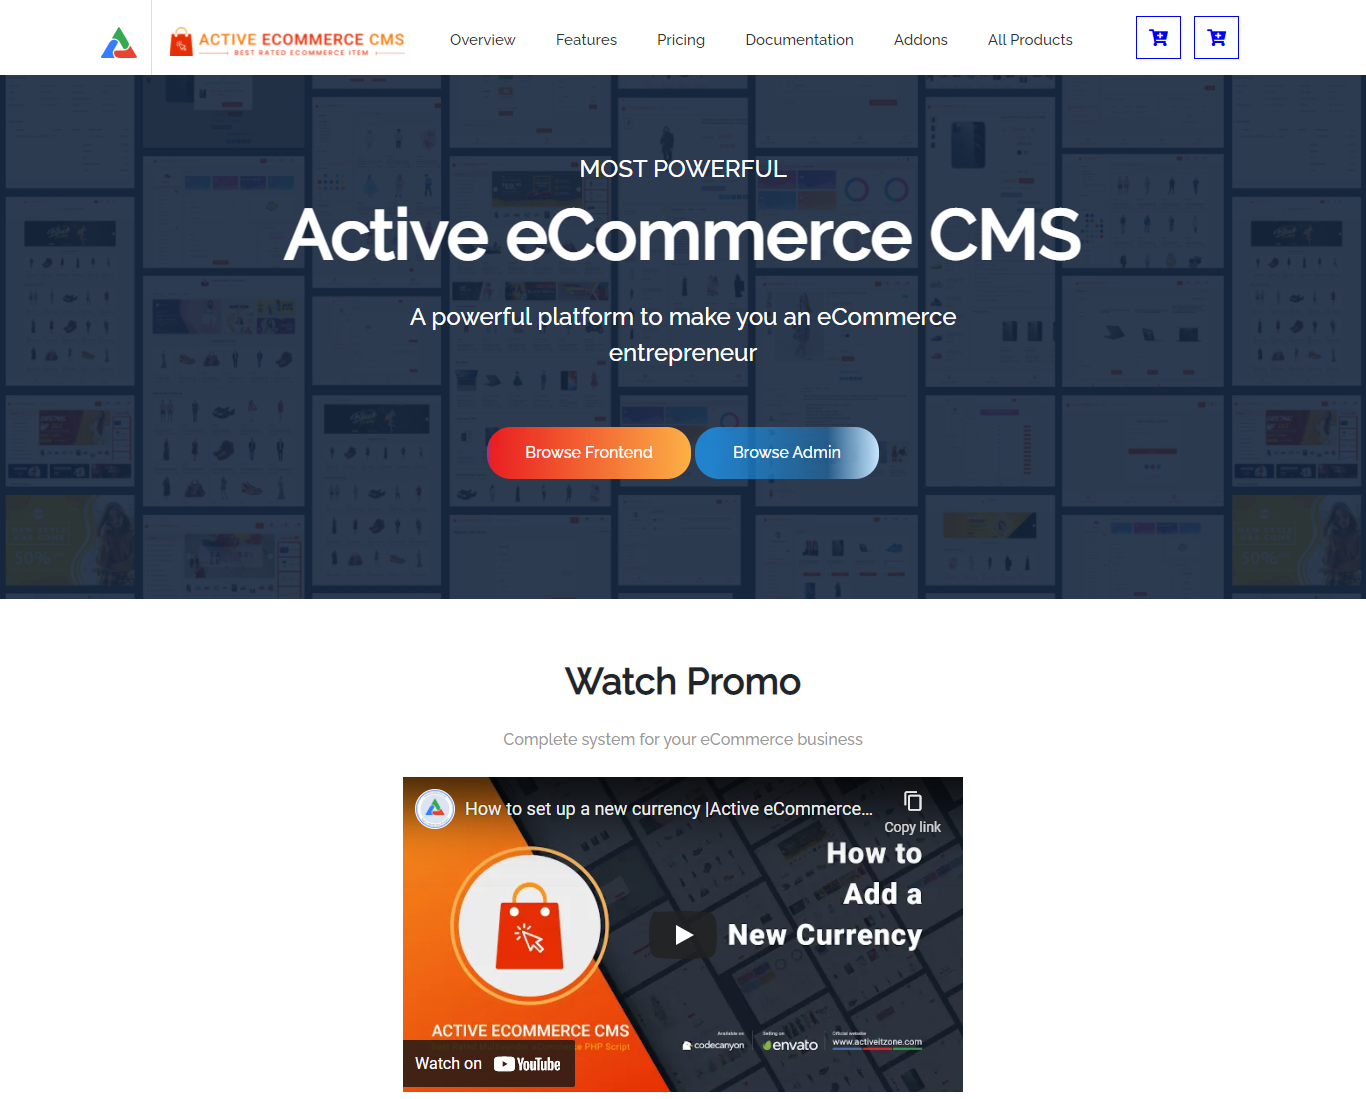 ACTIVE ECOMMERCE CMS
BEST RATED ECOMMERCE ITEM
Overview
Features
Pricing
Documentation
Addons
All Products
MOST POWERFUL
Active eCommerce CMS
A powerful platform to make you an eCommerce
entrepreneur
Browse Frontend
Browse Admin
Watch Promo
Complete system for your eCommerce business
How to set up a new currency |Active eCommerce...
Copy link
How to
Add a
New Currency
ACTIVE ECOMMERCE CMS
eCommerce PHP Script
Available on
codecanyon
Selling on
envato
Official website
www.activeitzone.com
Watch on YouTube
50%
50%